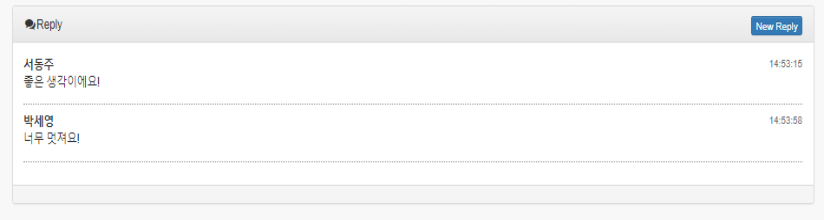 Reply
New Reply
서동주
14:53:15
좋은 생각이에요!
박세영
14:53:58
너무 멋져요!